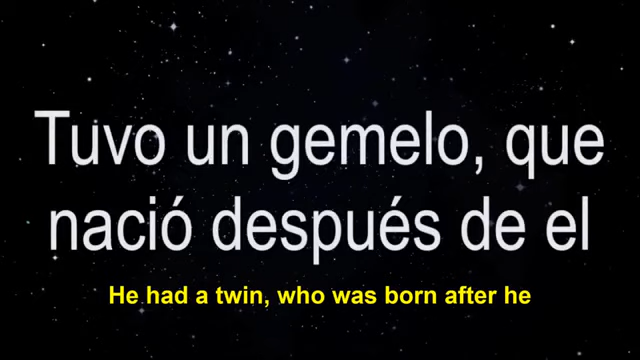 Tuvo un gemelo, que
nació después de el
He had a twin, who was born after he